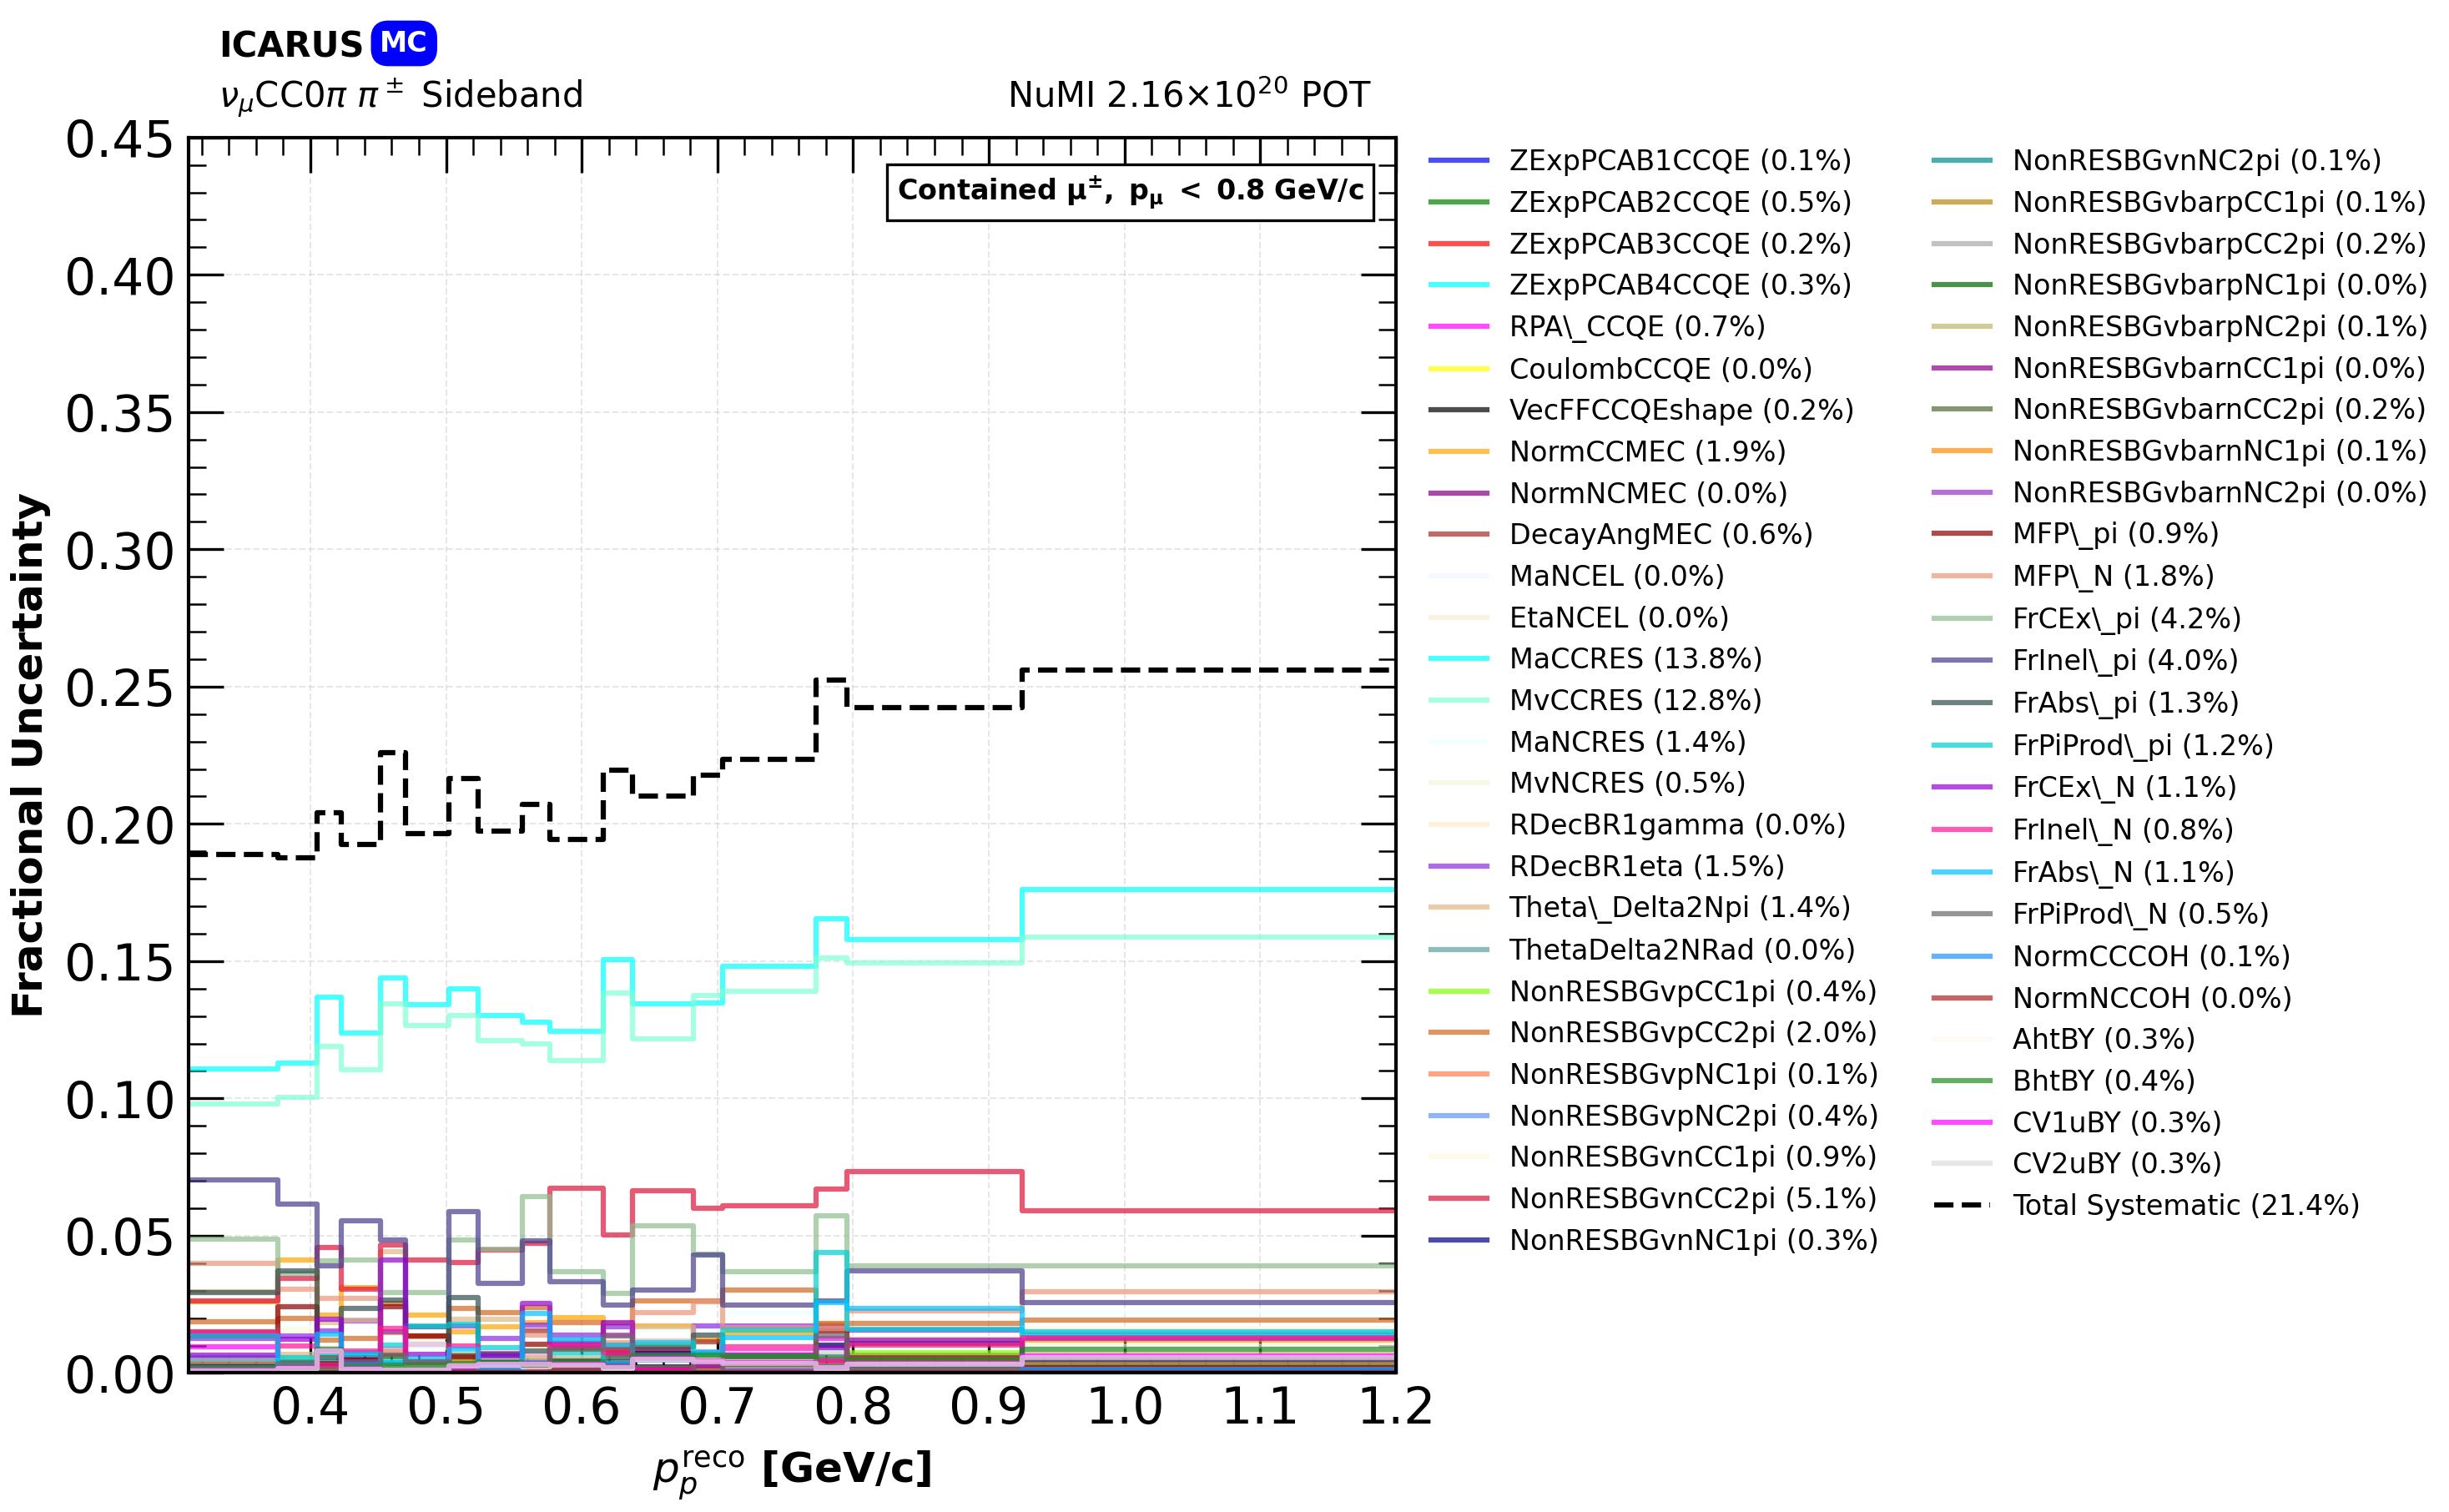 ICARUS MC
νμCC0π π± Sideband
NuMI 2.16×10²⁰ POT
Contained μ±, pμ < 0.8 GeV/c
0.45
0.40
0.35
0.30
0.25
0.20
0.15
0.10
0.05
0.00
Fractional Uncertainty
0.4 0.5 0.6 0.7 0.8 0.9 1.0 1.1 1.2
p_p^reco [GeV/c]
ZExpPCAB1CCQE (0.1%)
ZExpPCAB2CCQE (0.5%)
ZExpPCAB3CCQE (0.2%)
ZExpPCAB4CCQE (0.3%)
RPA\_CCQE (0.7%)
CoulombCCQE (0.0%)
VecFFCCQEshape (0.2%)
NormCCMEC (1.9%)
NormNCMEC (0.0%)
DecayAngMEC (0.6%)
MaNCEL (0.0%)
EtaNCEL (0.0%)
MaCCRES (13.8%)
MvCCRES (12.8%)
MaNCRES (1.4%)
MvNCRES (0.5%)
RDecBR1gamma (0.0%)
RDecBR1eta (1.5%)
Theta\_Delta2Npi (1.4%)
ThetaDelta2NRad (0.0%)
NonRESBGvpCC1pi (0.4%)
NonRESBGvpCC2pi (2.0%)
NonRESBGvpNC1pi (0.1%)
NonRESBGvpNC2pi (0.4%)
NonRESBGvnCC1pi (0.9%)
NonRESBGvnCC2pi (5.1%)
NonRESBGvnNC1pi (0.3%)
NonRESBGvnNC2pi (0.1%)
NonRESBGvbarpCC1pi (0.1%)
NonRESBGvbarpCC2pi (0.2%)
NonRESBGvbarpNC1pi (0.0%)
NonRESBGvbarpNC2pi (0.1%)
NonRESBGvbarnCC1pi (0.0%)
NonRESBGvbarnCC2pi (0.2%)
NonRESBGvbarnNC1pi (0.1%)
NonRESBGvbarnNC2pi (0.0%)
MFP\_pi (0.9%)
MFP\_N (1.8%)
FrCEx\_pi (4.2%)
FrInel\_pi (4.0%)
FrAbs\_pi (1.3%)
FrPiProd\_pi (1.2%)
FrCEx\_N (1.1%)
FrInel\_N (0.8%)
FrAbs\_N (1.1%)
FrPiProd\_N (0.5%)
NormCCCOH (0.1%)
NormNCCOH (0.0%)
AhtBY (0.3%)
BhtBY (0.4%)
CV1uBY (0.3%)
CV2uBY (0.3%)
Total Systematic (21.4%)